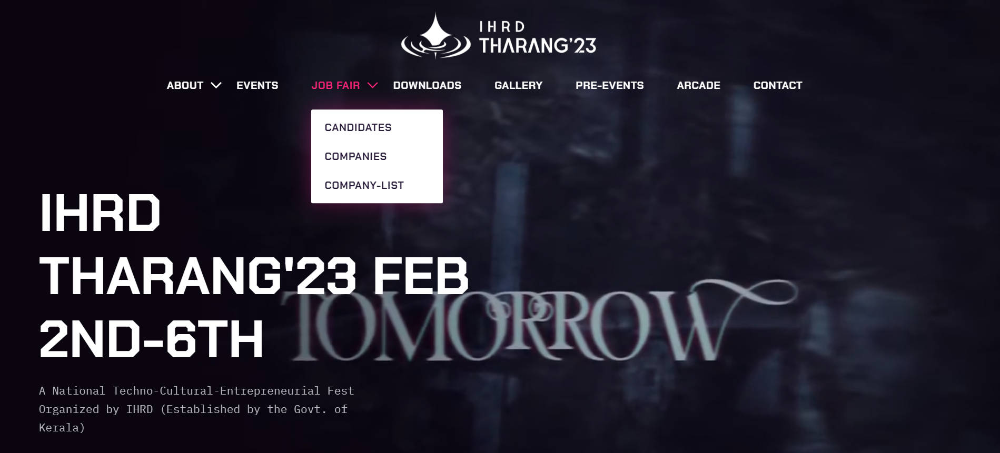 IHRD
THARANG'23
ABOUT EVENTS JOB FAIR DOWNLOADS GALLERY PRE-EVENTS ARCADE CONTACT
CANDIDATES
COMPANIES
COMPANY-LIST
IHRD
THARANG'23 FEB
2ND-6TH
TOMORROW
A National Techno-Cultural-Entrepreneurial Fest
Organized by IHRD (Established by the Govt. of
Kerala)